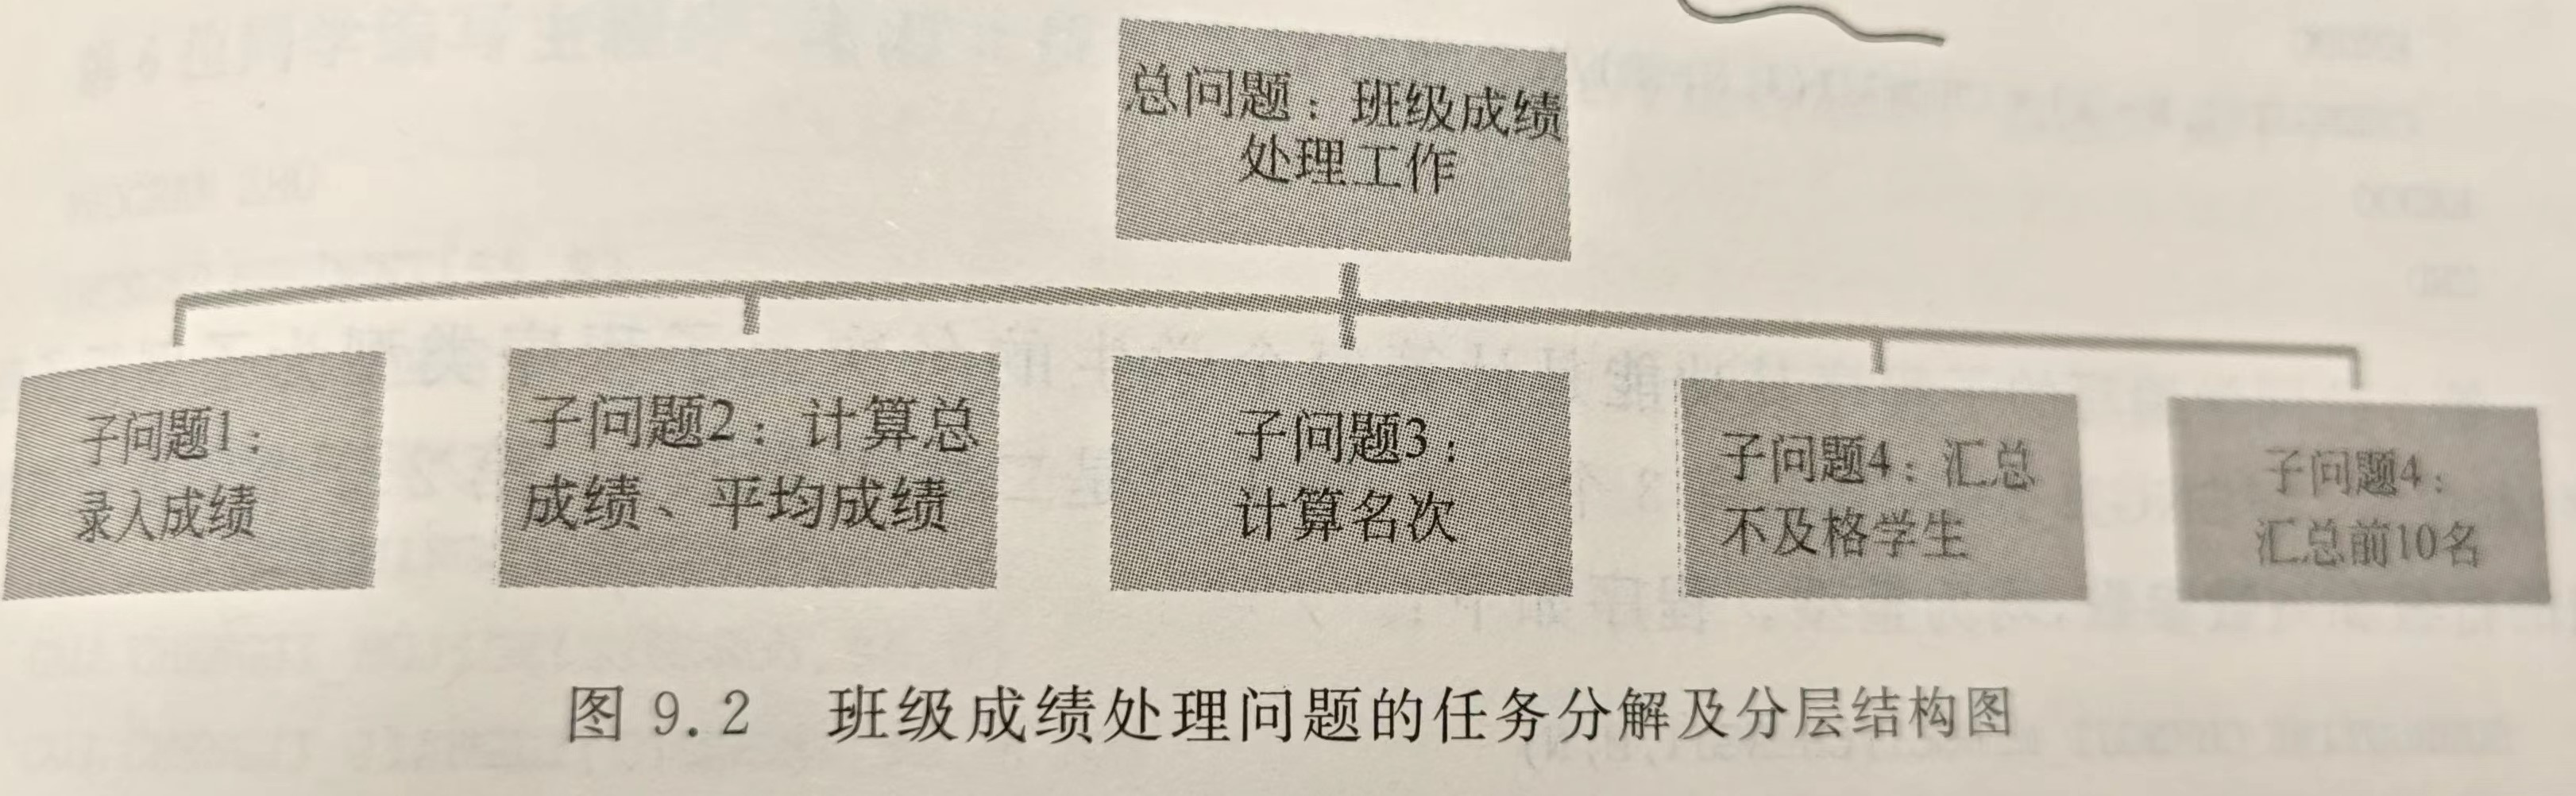 总问题：班级成绩
处理工作
子问题1：
录入成绩
子问题2：计算总
成绩、平均成绩
子问题3：
计算名次
子问题4：汇总
不及格学生
子问题4：
汇总前10名
图 9.2 班级成绩处理问题的任务分解及分层结构图